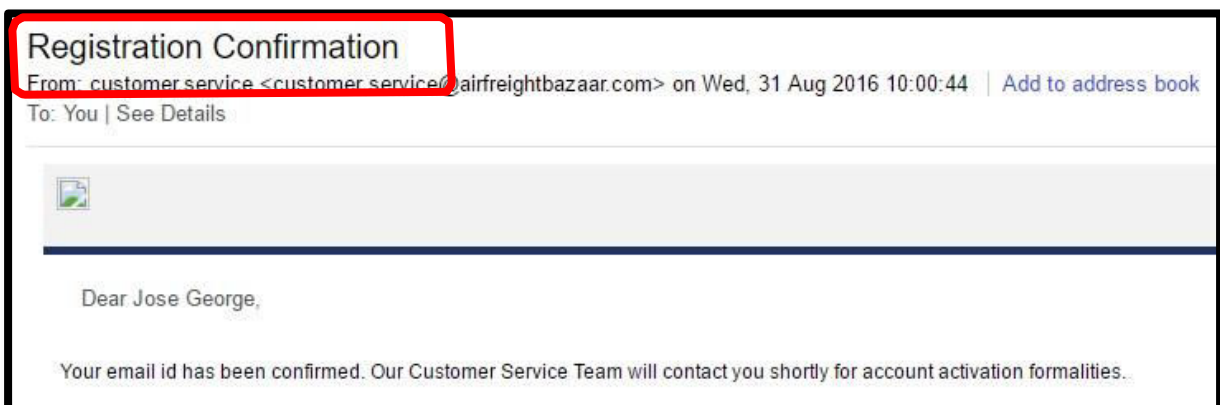 Registration Confirmation
From: customer.service <customer.service@airfreightbazaar.com> on Wed, 31 Aug 2016 10:00:44 | Add to address book
To: You | See Details
Dear Jose George,
Your email id has been confirmed. Our Customer Service Team will contact you shortly for account activation formalities.